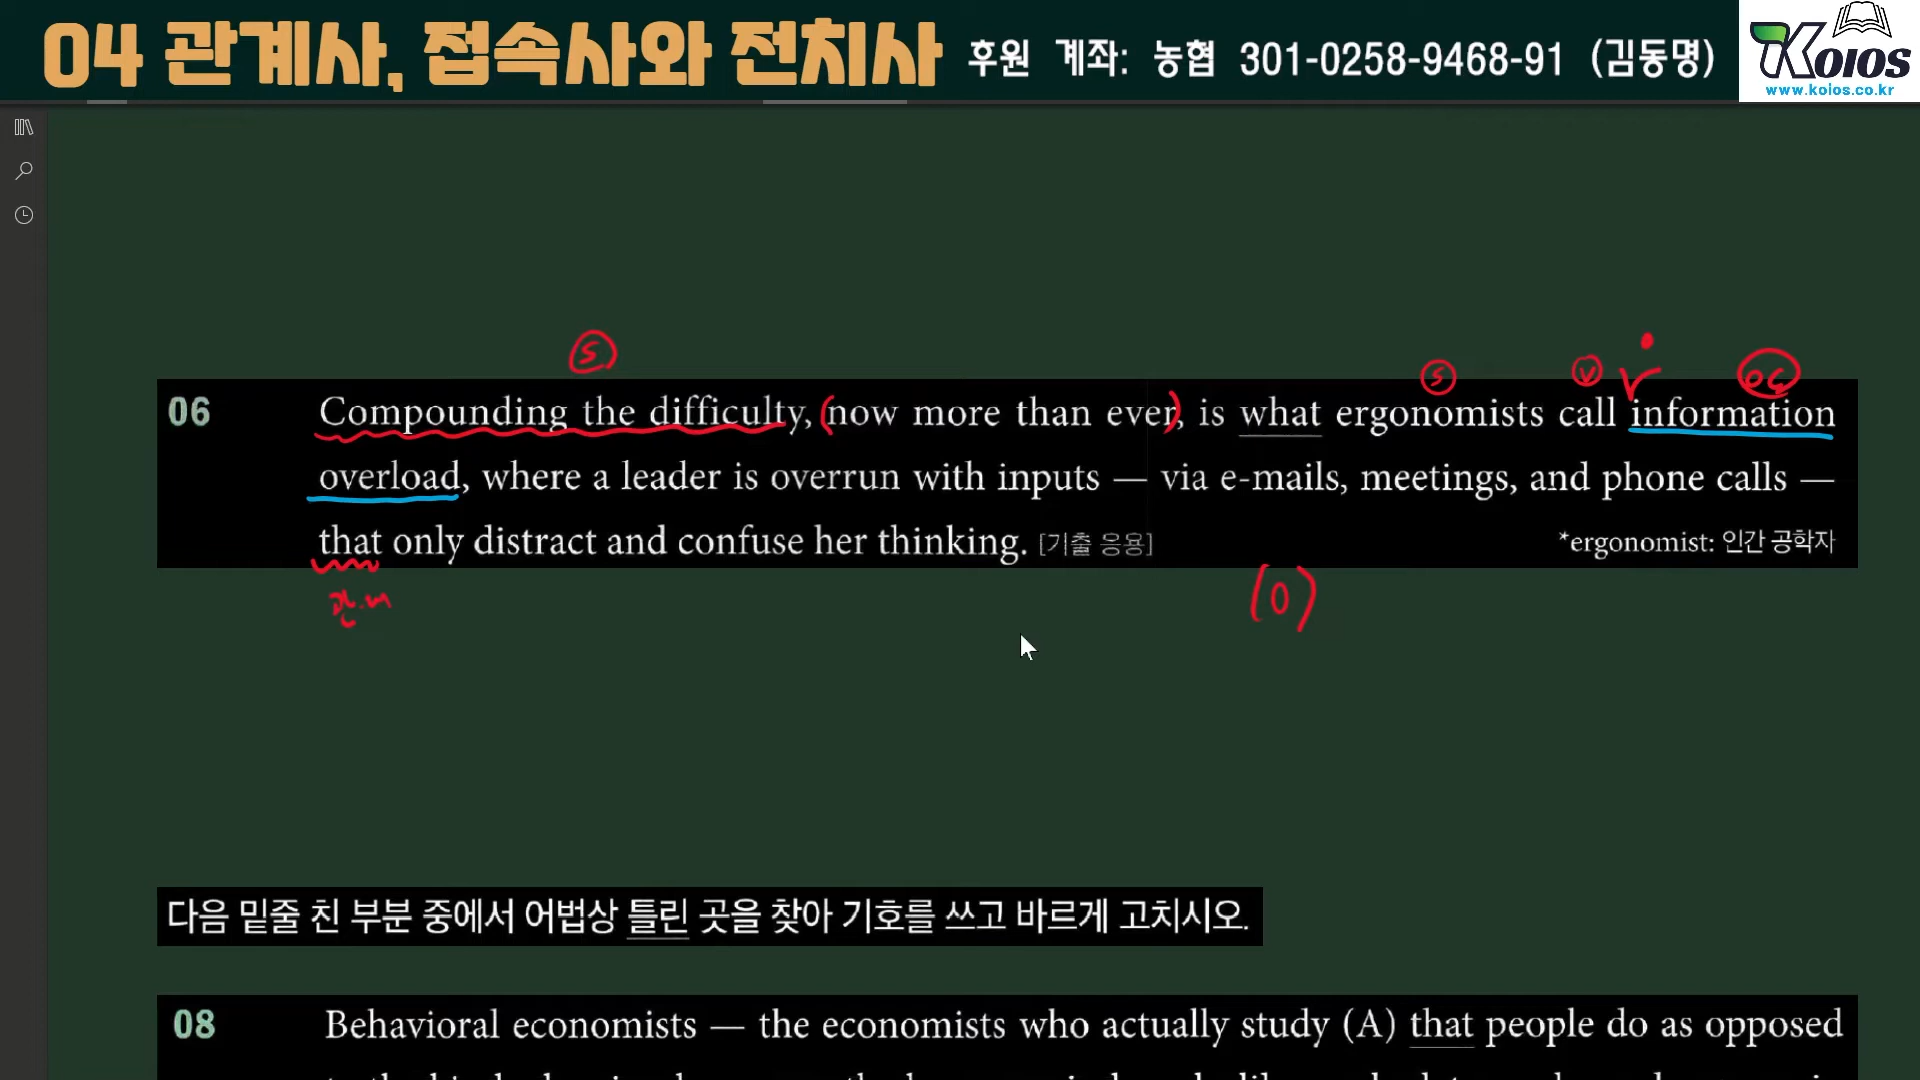 04 관계사, 접속사와 전치사 후원 계좌: 농협 301-0258-9468-91 (김동명)
KOIOS
www.koios.co.kr
S
S V OC
06 Compounding the difficulty, (now more than ever), is what ergonomists call information
overload, where a leader is overrun with inputs — via e-mails, meetings, and phone calls —
that only distract and confuse her thinking. [기출 응용] *ergonomist: 인간 공학자
(O)
다음 밑줄 친 부분 중에서 어법상 틀린 곳을 찾아 기호를 쓰고 바르게 고치시오.
08 Behavioral economists — the economists who actually study (A) that people do as opposed